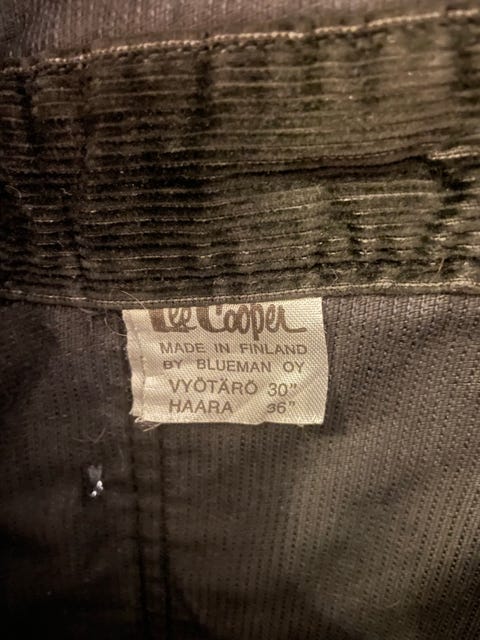 Lee Cooper
MADE IN FINLAND
BY BLUEMAN OY
VYÖTÄRÖ 30"
HAARA 36"